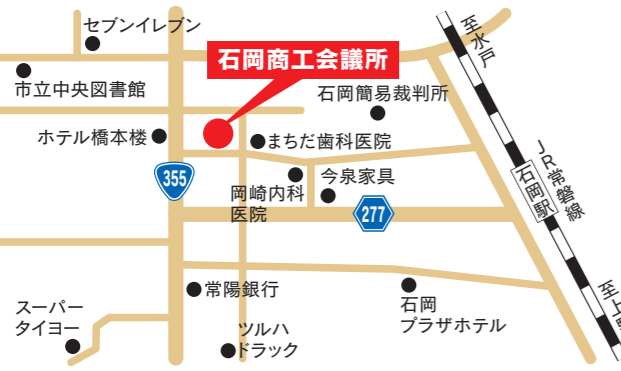 セブンイレブン
至水戸
石岡商工会議所
市立中央図書館
石岡簡易裁判所
ホテル橋本楼
まちだ歯科医院
JR常磐線
355
岡崎内科
医院
今泉家具
石岡駅
277
常陽銀行
石岡
プラザホテル
スーパー
タイヨー
ツルハ
ドラック
至上